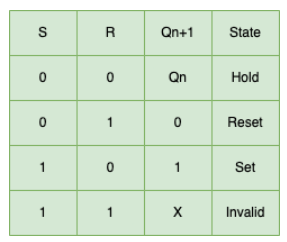 S R Qn+1 State
0 0 Qn Hold
0 1 0 Reset
1 0 1 Set
1 1 X Invalid